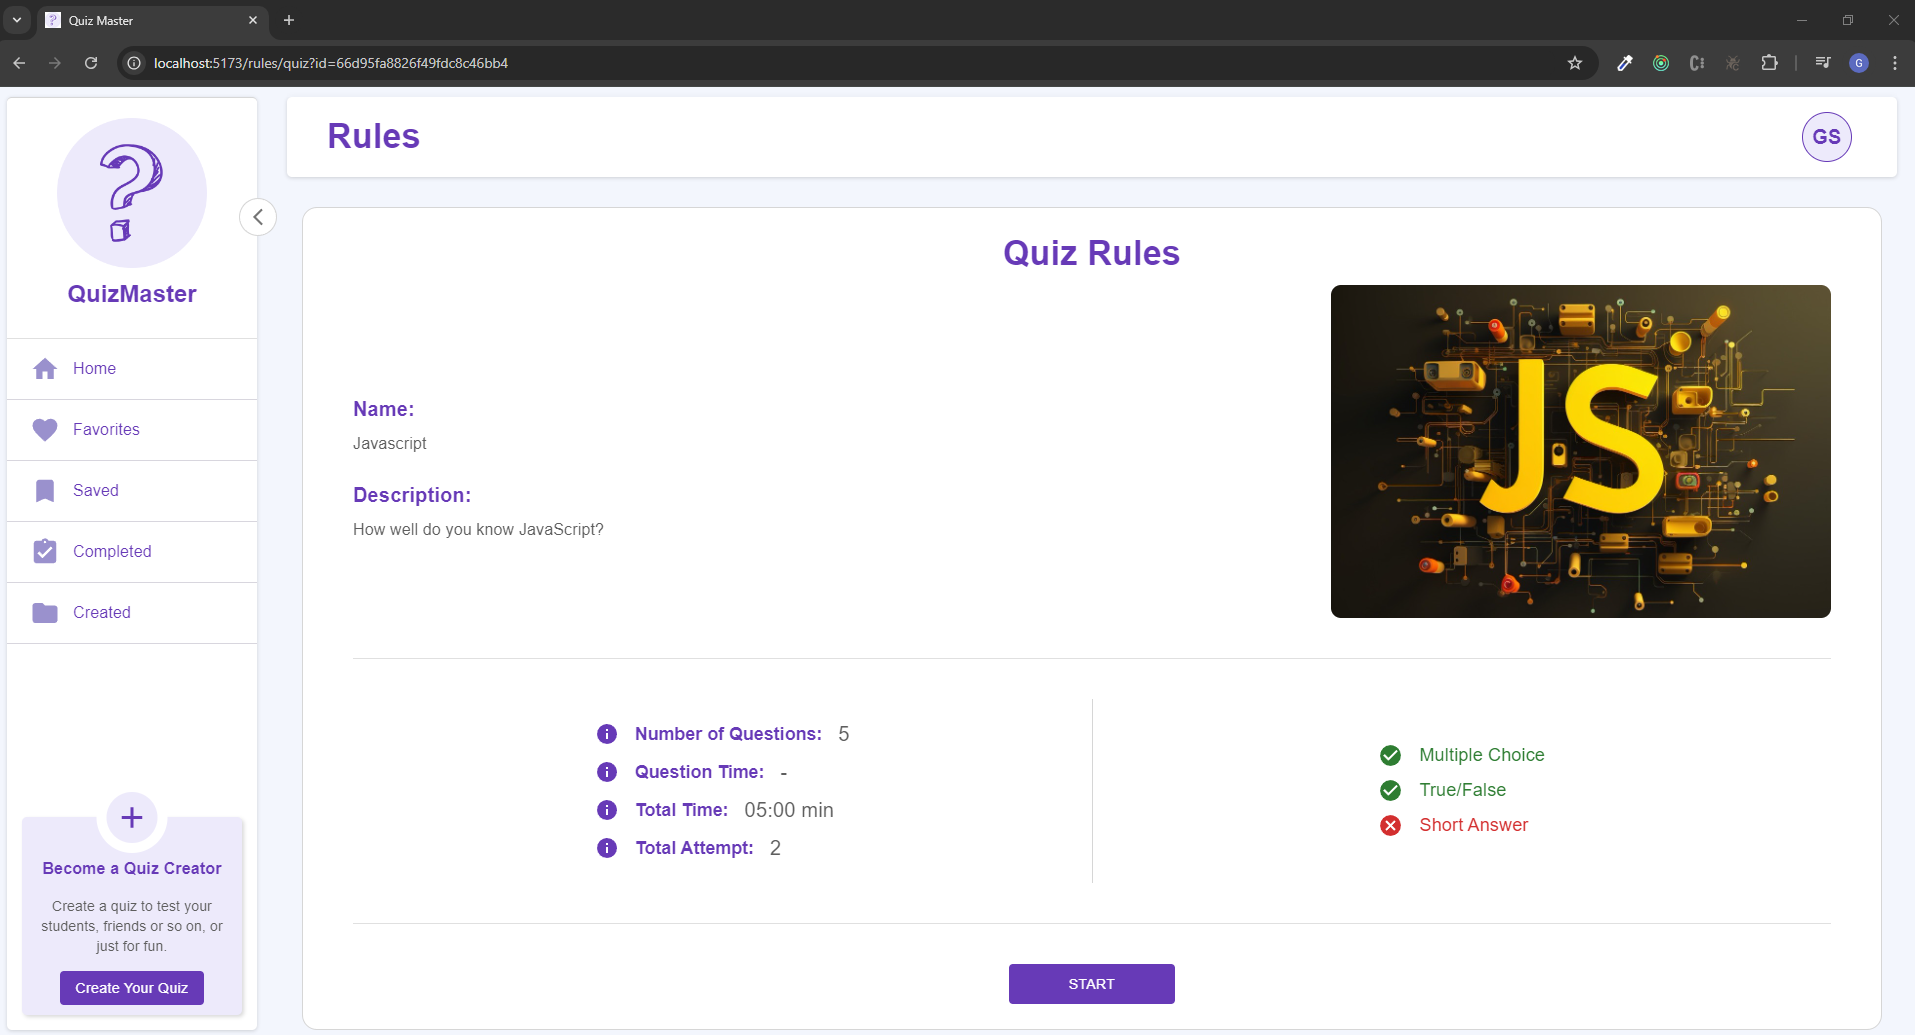 Quiz Master
localhost:5173/rules/quiz?id=66d95fa8826f49fdc8c46bb4
G
?
QuizMaster
Home
Favorites
Saved
Completed
Created
+
Become a Quiz Creator
Create a quiz to test your
students, friends or so on, or
just for fun.
Create Your Quiz
Rules
GS
Quiz Rules
Name:
Javascript
Description:
How well do you know JavaScript?
JS
Number of Questions: 5
Question Time: -
Total Time: 05:00 min
Total Attempt: 2
Multiple Choice
True/False
Short Answer
START